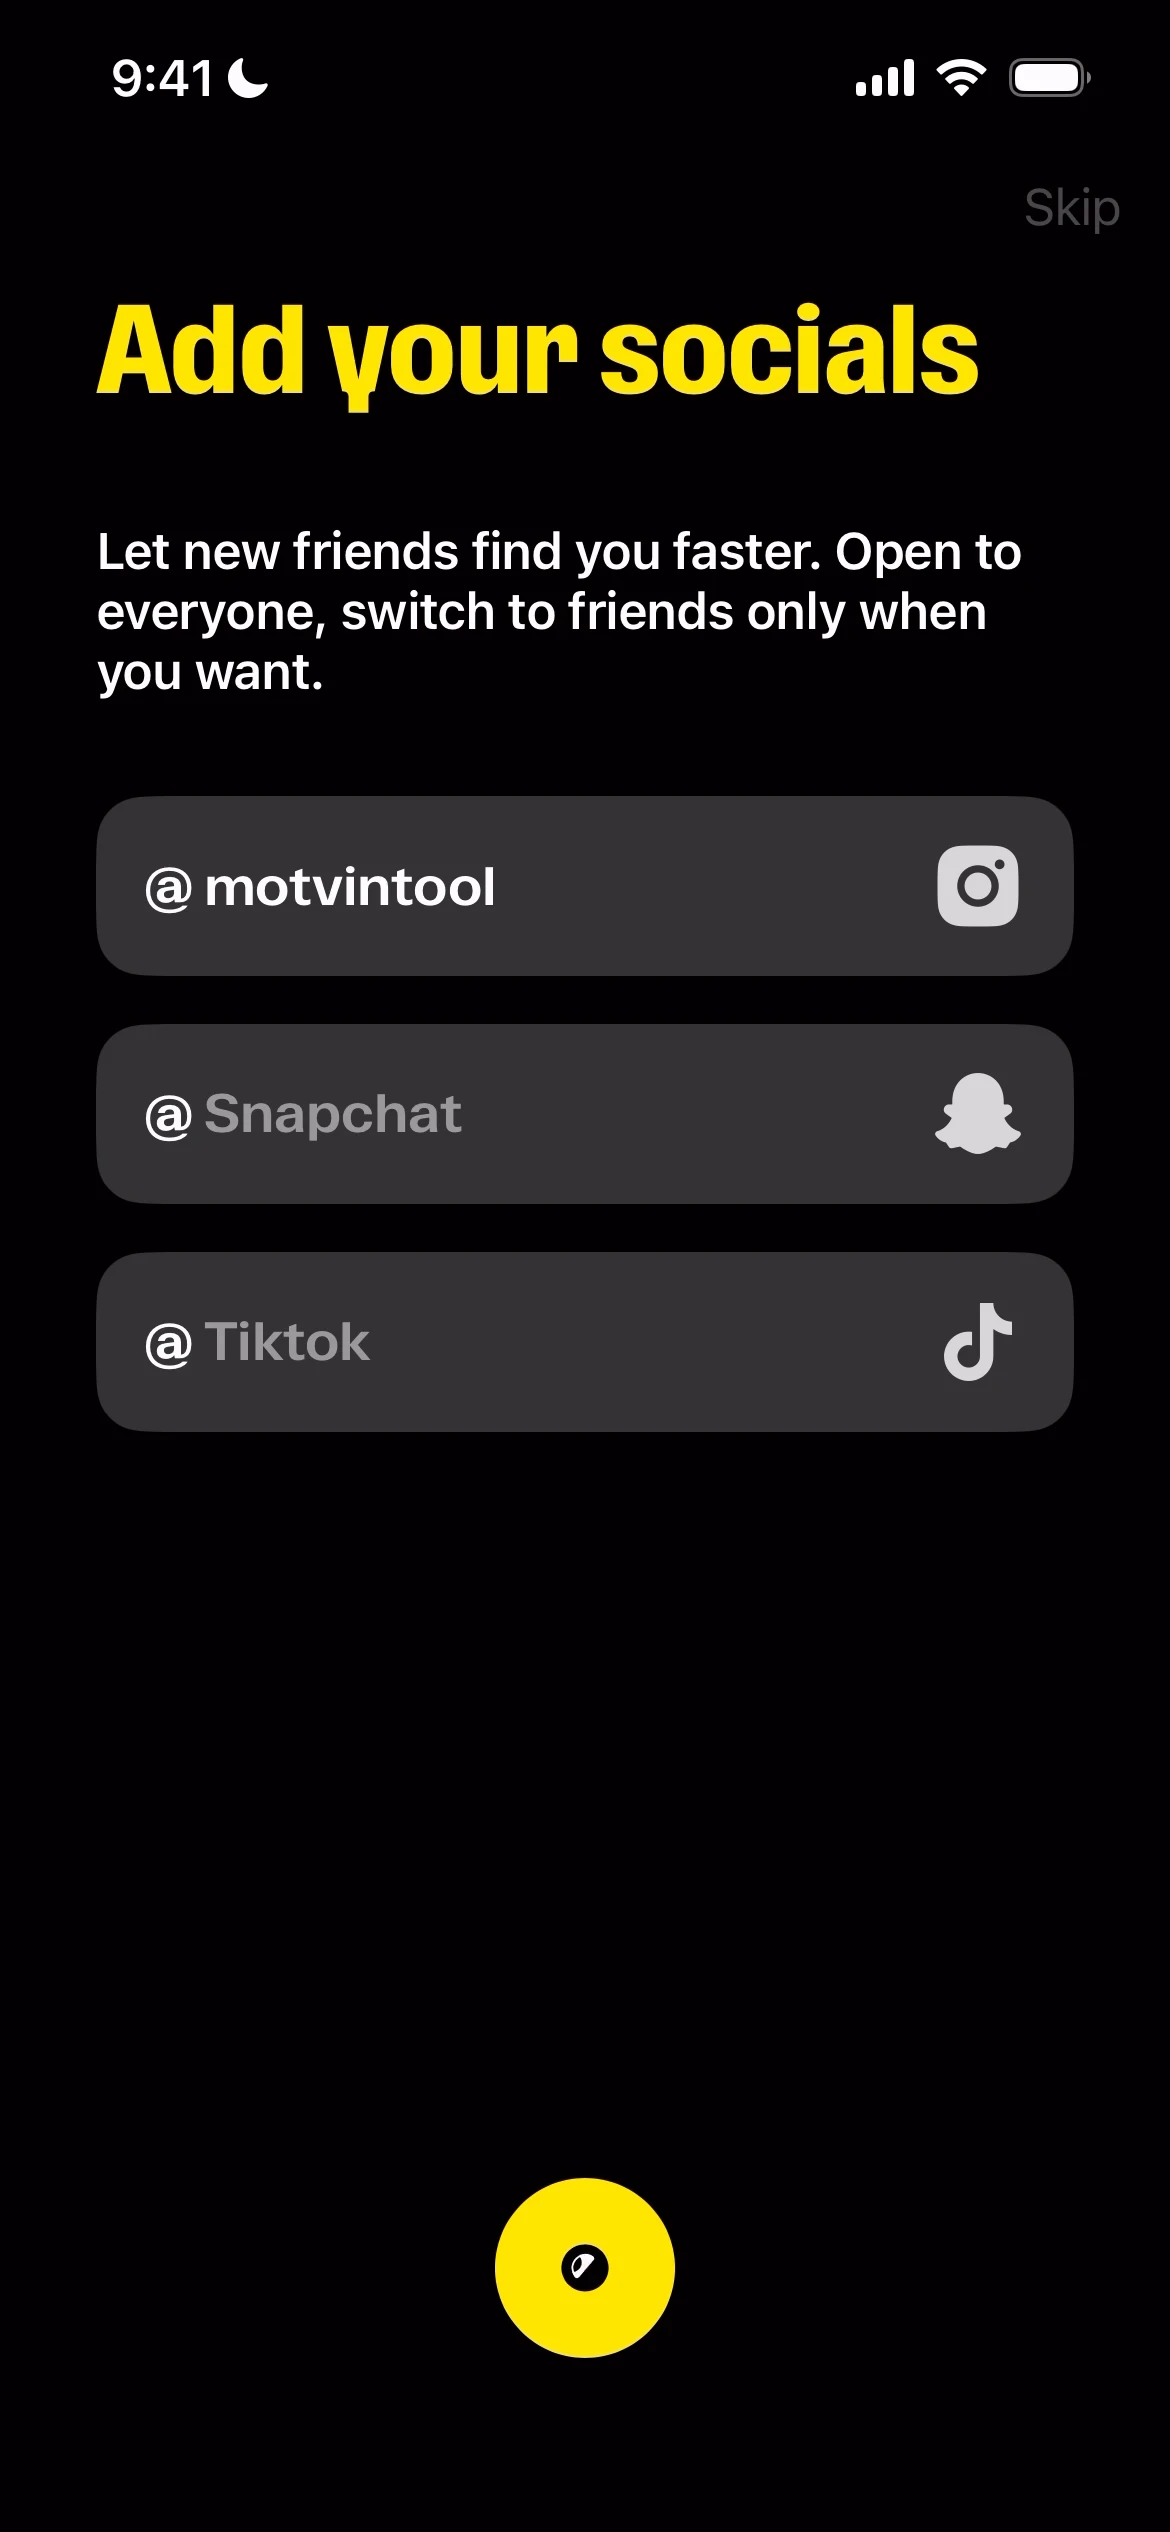 9:41
Skip
Add your socials
Let new friends find you faster. Open to
everyone, switch to friends only when
you want.
@ motvintool
@ Snapchat
@ Tiktok